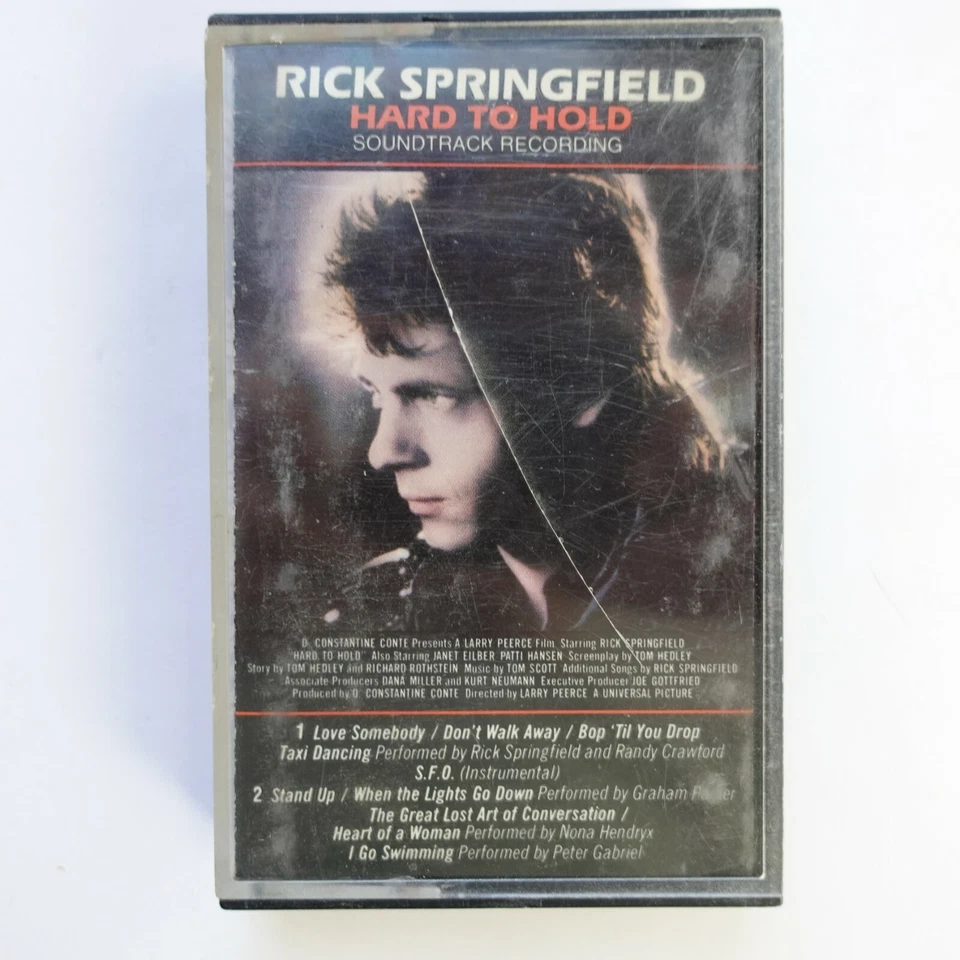 RICK SPRINGFIELD
HARD TO HOLD
SOUNDTRACK RECORDING
D. CONSTANTINE CONTE Presents A LARRY PEERCE Film Starring RICK SPRINGFIELD
"HARD TO HOLD" Also Starring JANET EILBER PATTI HANSEN Screenplay by TOM HEDLEY
Story by TOM HEDLEY and RICHARD ROTHSTEIN Music by TOM SCOTT Additional Songs by RICK SPRINGFIELD
Associate Producers DANA MILLER and KURT NEUMANN Executive Producer JOE GOTTFRIED
Produced by D. CONSTANTINE CONTE Directed by LARRY PEERCE A UNIVERSAL PICTURE
1 Love Somebody / Don't Walk Away / Bop 'Til You Drop
Taxi Dancing Performed by Rick Springfield and Randy Crawford
S.F.O. (Instrumental)
2 Stand Up / When the Lights Go Down Performed by Graham Parker
The Great Lost Art of Conversation /
Heart of a Woman Performed by Nona Hendryx
I Go Swimming Performed by Peter Gabriel